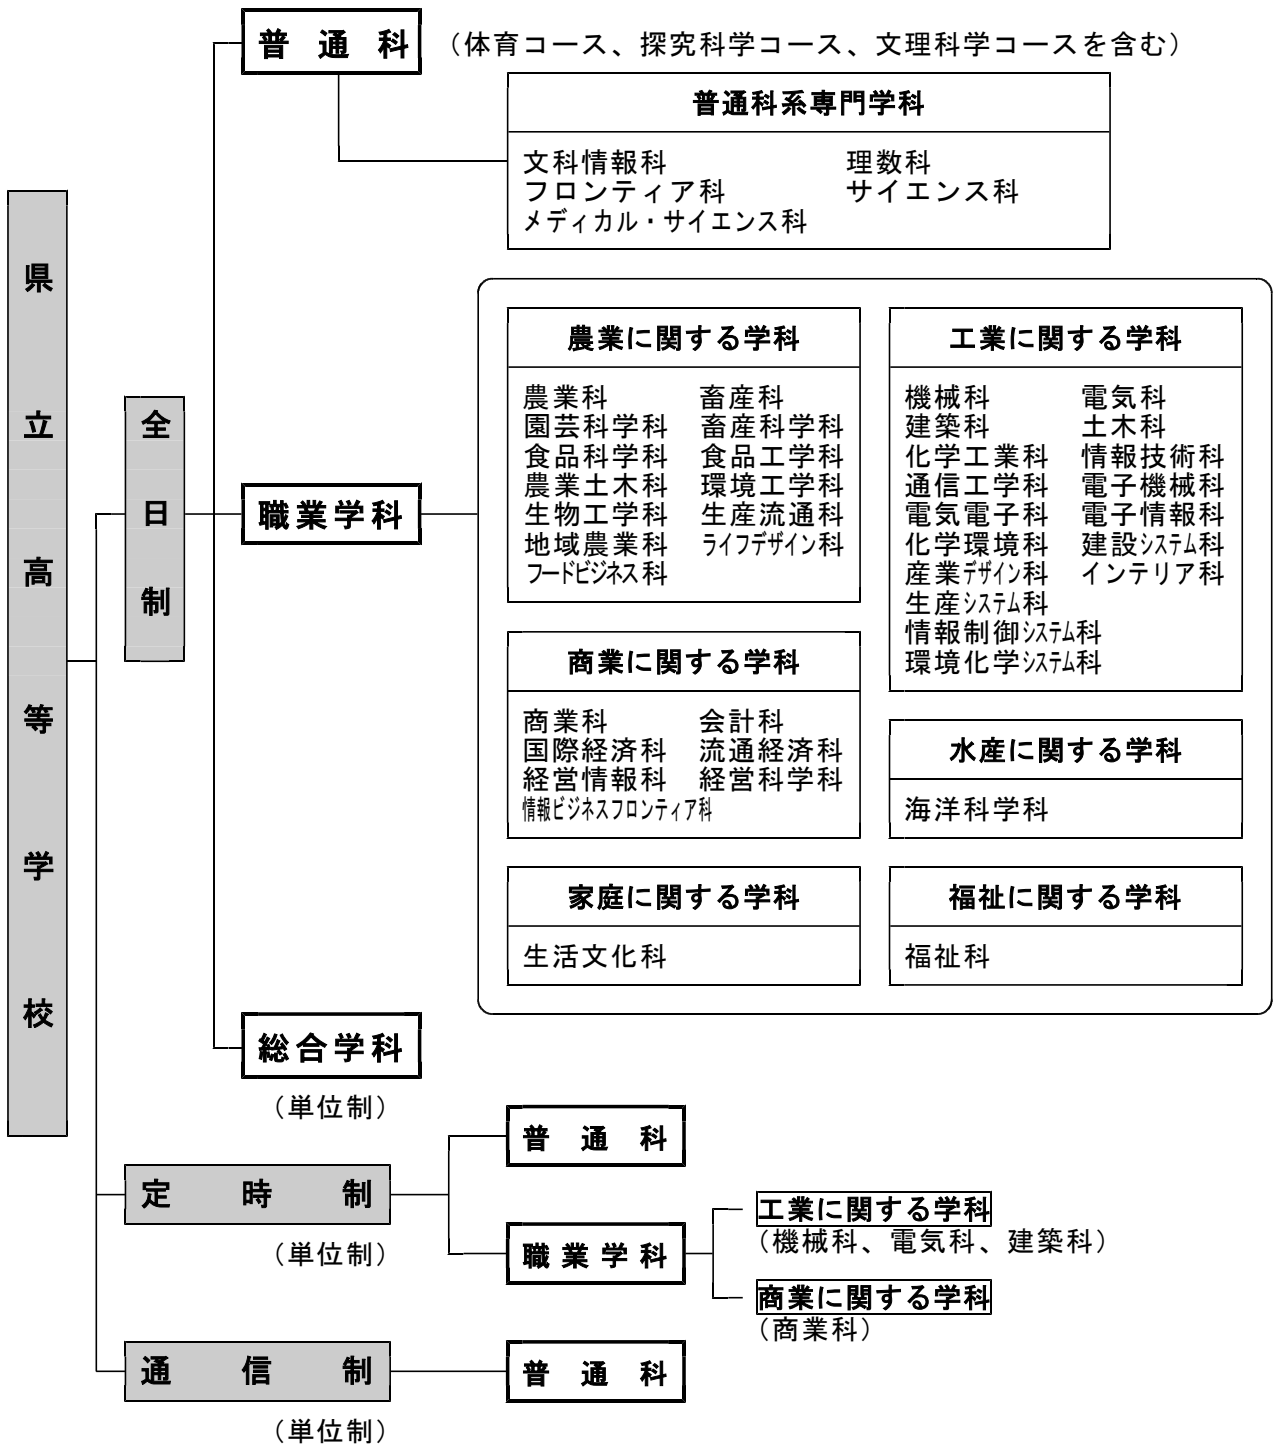 県立高等学校
全日制
普通科 （体育コース、探究科学コース、文理科学コースを含む）
普通科系専門学科
文科情報科 理数科
フロンティア科 サイエンス科
メディカル・サイエンス科
職業学科
農業に関する学科
農業科 畜産科
園芸科学科 畜産科学科
食品科学科 食品工学科
農業土木科 環境工学科
生物工学科 生産流通科
地域農業科 ライフデザイン科
フードビジネス科
工業に関する学科
機械科 電気科
建築科 土木科
化学工業科 情報技術科
通信工学科 電子機械科
電気電子科 電子情報科
化学環境科 建設システム科
産業デザイン科 インテリア科
生産システム科
情報制御システム科
環境化学システム科
商業に関する学科
商業科 会計科
国際経済科 流通経済科
経営情報科 経営科学科
情報ビジネスフロンティア科
水産に関する学科
海洋科学科
家庭に関する学科
生活文化科
福祉に関する学科
福祉科
総合学科
（単位制）
定時制
（単位制）
普通科
職業学科
工業に関する学科
（機械科、電気科、建築科）
商業に関する学科
（商業科）
通信制
（単位制）
普通科